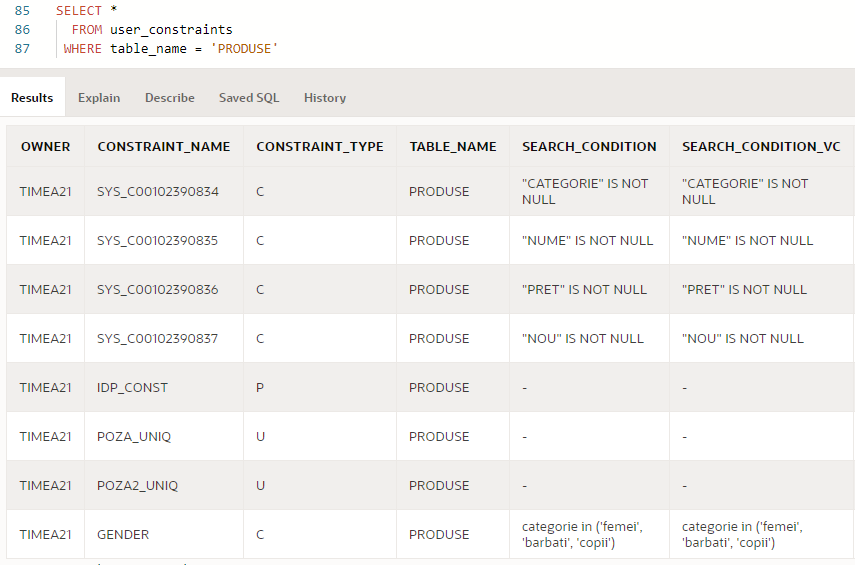 85 SELECT *
86 FROM user_constraints
87 WHERE table_name = 'PRODUSE'
Results Explain Describe Saved SQL History
OWNER CONSTRAINT_NAME CONSTRAINT_TYPE TABLE_NAME SEARCH_CONDITION SEARCH_CONDITION_VC
TIMEA21 SYS_C00102390834 C PRODUSE "CATEGORIE" IS NOT NULL "CATEGORIE" IS NOT NULL
TIMEA21 SYS_C00102390835 C PRODUSE "NUME" IS NOT NULL "NUME" IS NOT NULL
TIMEA21 SYS_C00102390836 C PRODUSE "PRET" IS NOT NULL "PRET" IS NOT NULL
TIMEA21 SYS_C00102390837 C PRODUSE "NOU" IS NOT NULL "NOU" IS NOT NULL
TIMEA21 IDP_CONST P PRODUSE - -
TIMEA21 POZA_UNIQ U PRODUSE - -
TIMEA21 POZA2_UNIQ U PRODUSE - -
TIMEA21 GENDER C PRODUSE categorie in ('femei', 'barbati', 'copii') categorie in ('femei', 'barbati', 'copii')